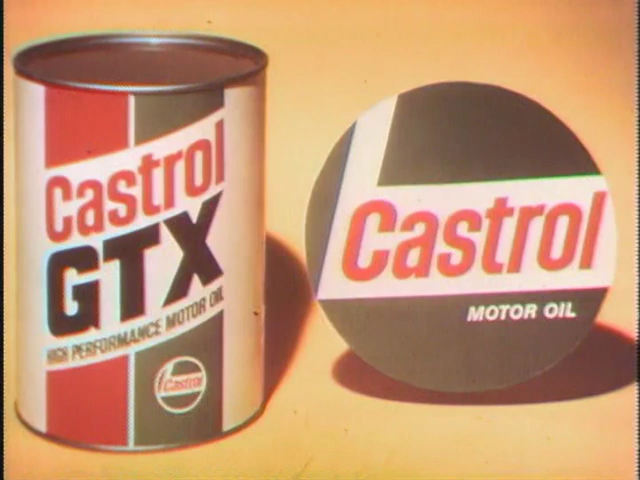 Castrol
GTX
HIGH PERFORMANCE MOTOR OIL
Castrol
Castrol
MOTOR OIL